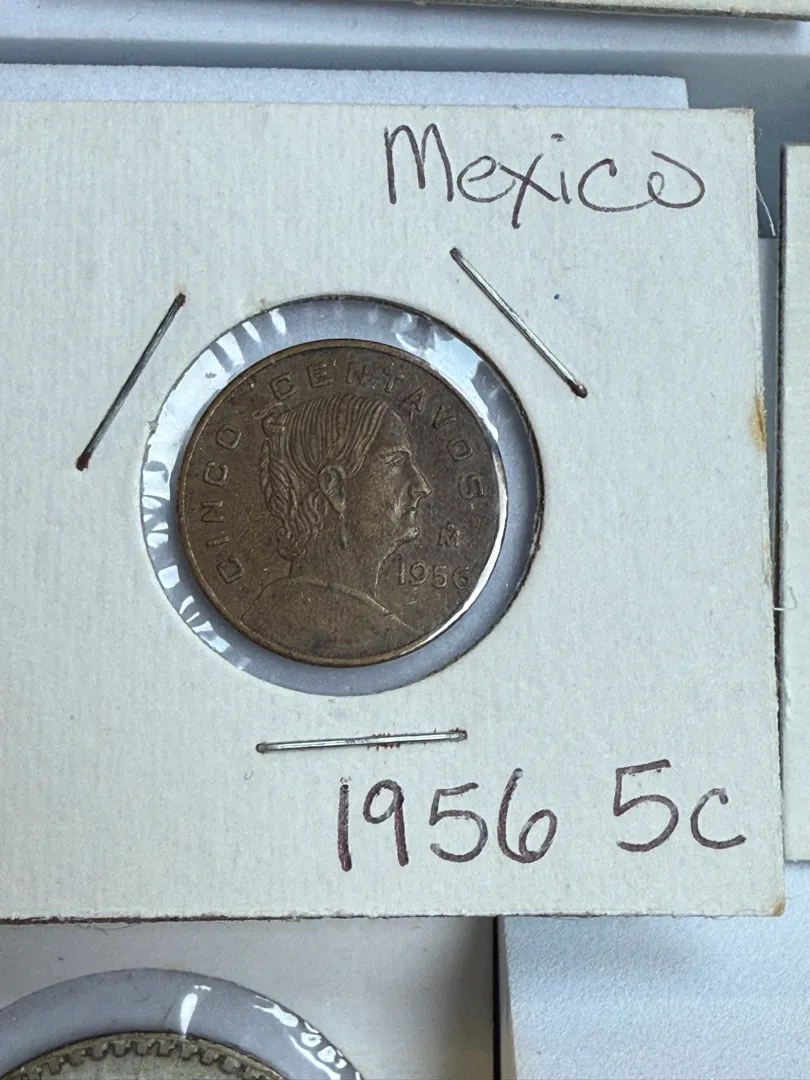 Mexico
CINCO CENTAVOS
M̊
1956
1956 5c